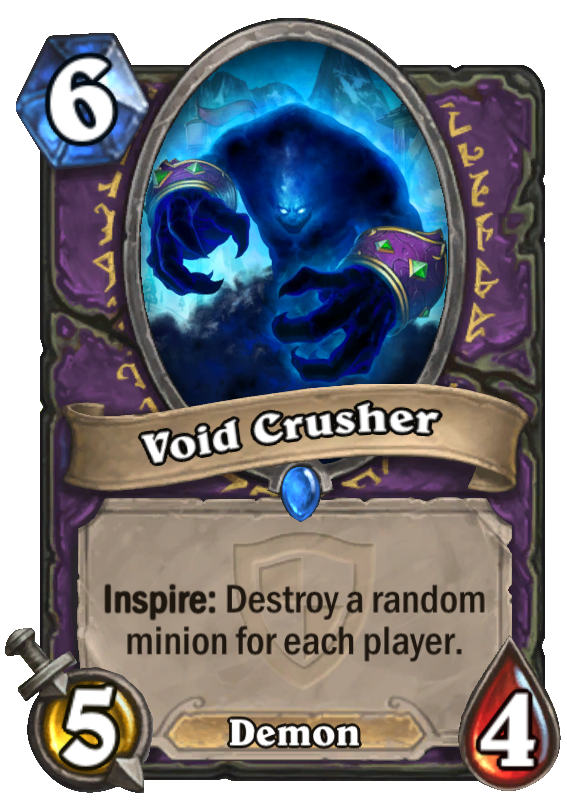 6
Void Crusher
Inspire: Destroy a random
minion for each player.
5
Demon
4